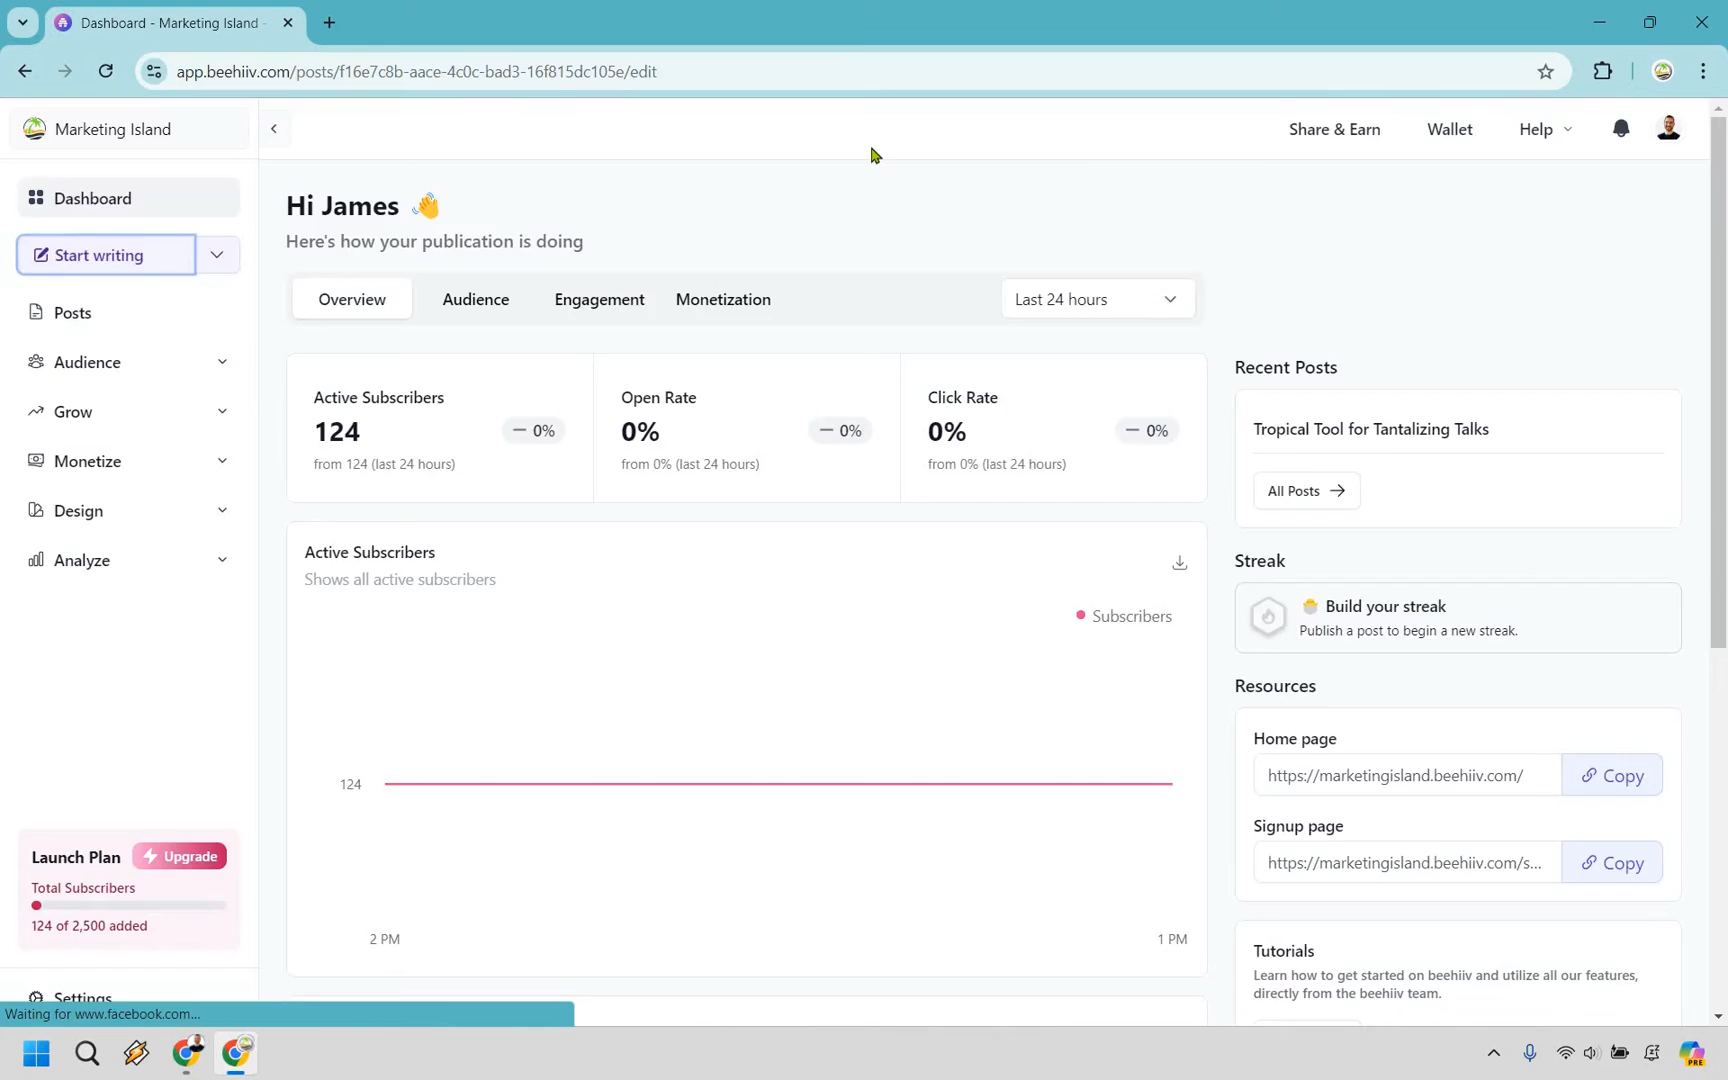 Dashboard - Marketing Island -
app.beehiiv.com/posts/f16e7c8b-aace-4c0c-bad3-16f815dc105e/edit
Marketing Island
Share & Earn
Wallet
Help
Dashboard
Start writing
Posts
Audience
Grow
Monetize
Design
Analyze
Launch Plan
Upgrade
Total Subscribers
124 of 2,500 added
Settings
Hi James
Here's how your publication is doing
Overview
Audience
Engagement
Monetization
Last 24 hours
Active Subscribers
124
— 0%
from 124 (last 24 hours)
Open Rate
0%
— 0%
from 0% (last 24 hours)
Click Rate
0%
— 0%
from 0% (last 24 hours)
Active Subscribers
Shows all active subscribers
Subscribers
124
2 PM
1 PM
Recent Posts
Tropical Tool for Tantalizing Talks
All Posts
Streak
Build your streak
Publish a post to begin a new streak.
Resources
Home page
https://marketingisland.beehiiv.com/
Copy
Signup page
https://marketingisland.beehiiv.com/s...
Copy
Tutorials
Learn how to get started on beehiiv and utilize all our features,
directly from the beehiiv team.
Waiting for www.facebook.com...
PRE